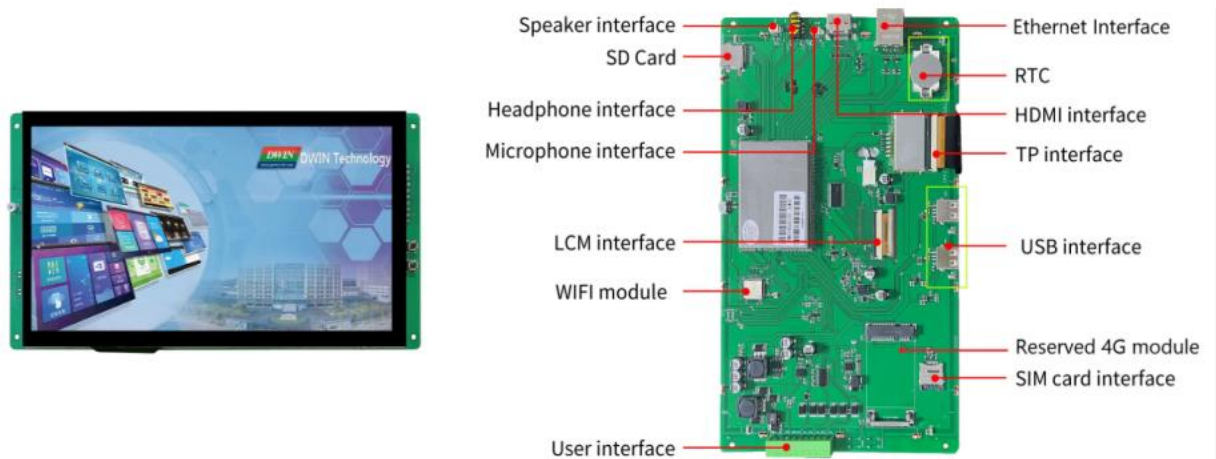 DWIN
DWIN Technology
Speaker interface
SD Card
Headphone interface
Microphone interface
LCM interface
WIFI module
User interface
Ethernet Interface
RTC
HDMI interface
TP interface
USB interface
Reserved 4G module
SIM card interface